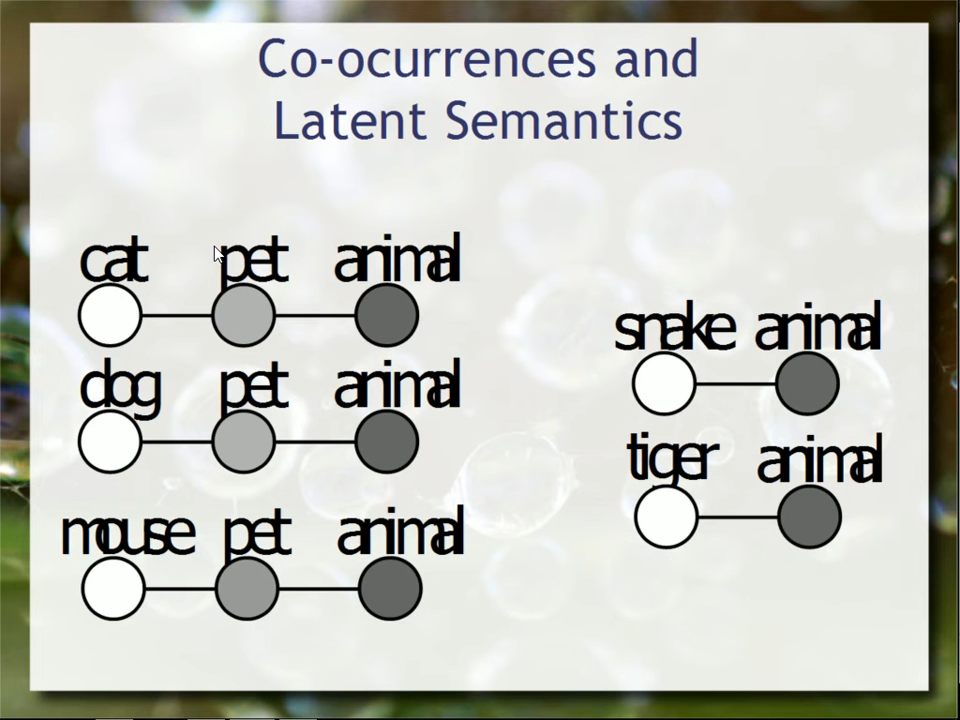 Co-ocurrences and
Latent Semantics
cat pet animal
dog pet animal
mouse pet animal
snake animal
tiger animal